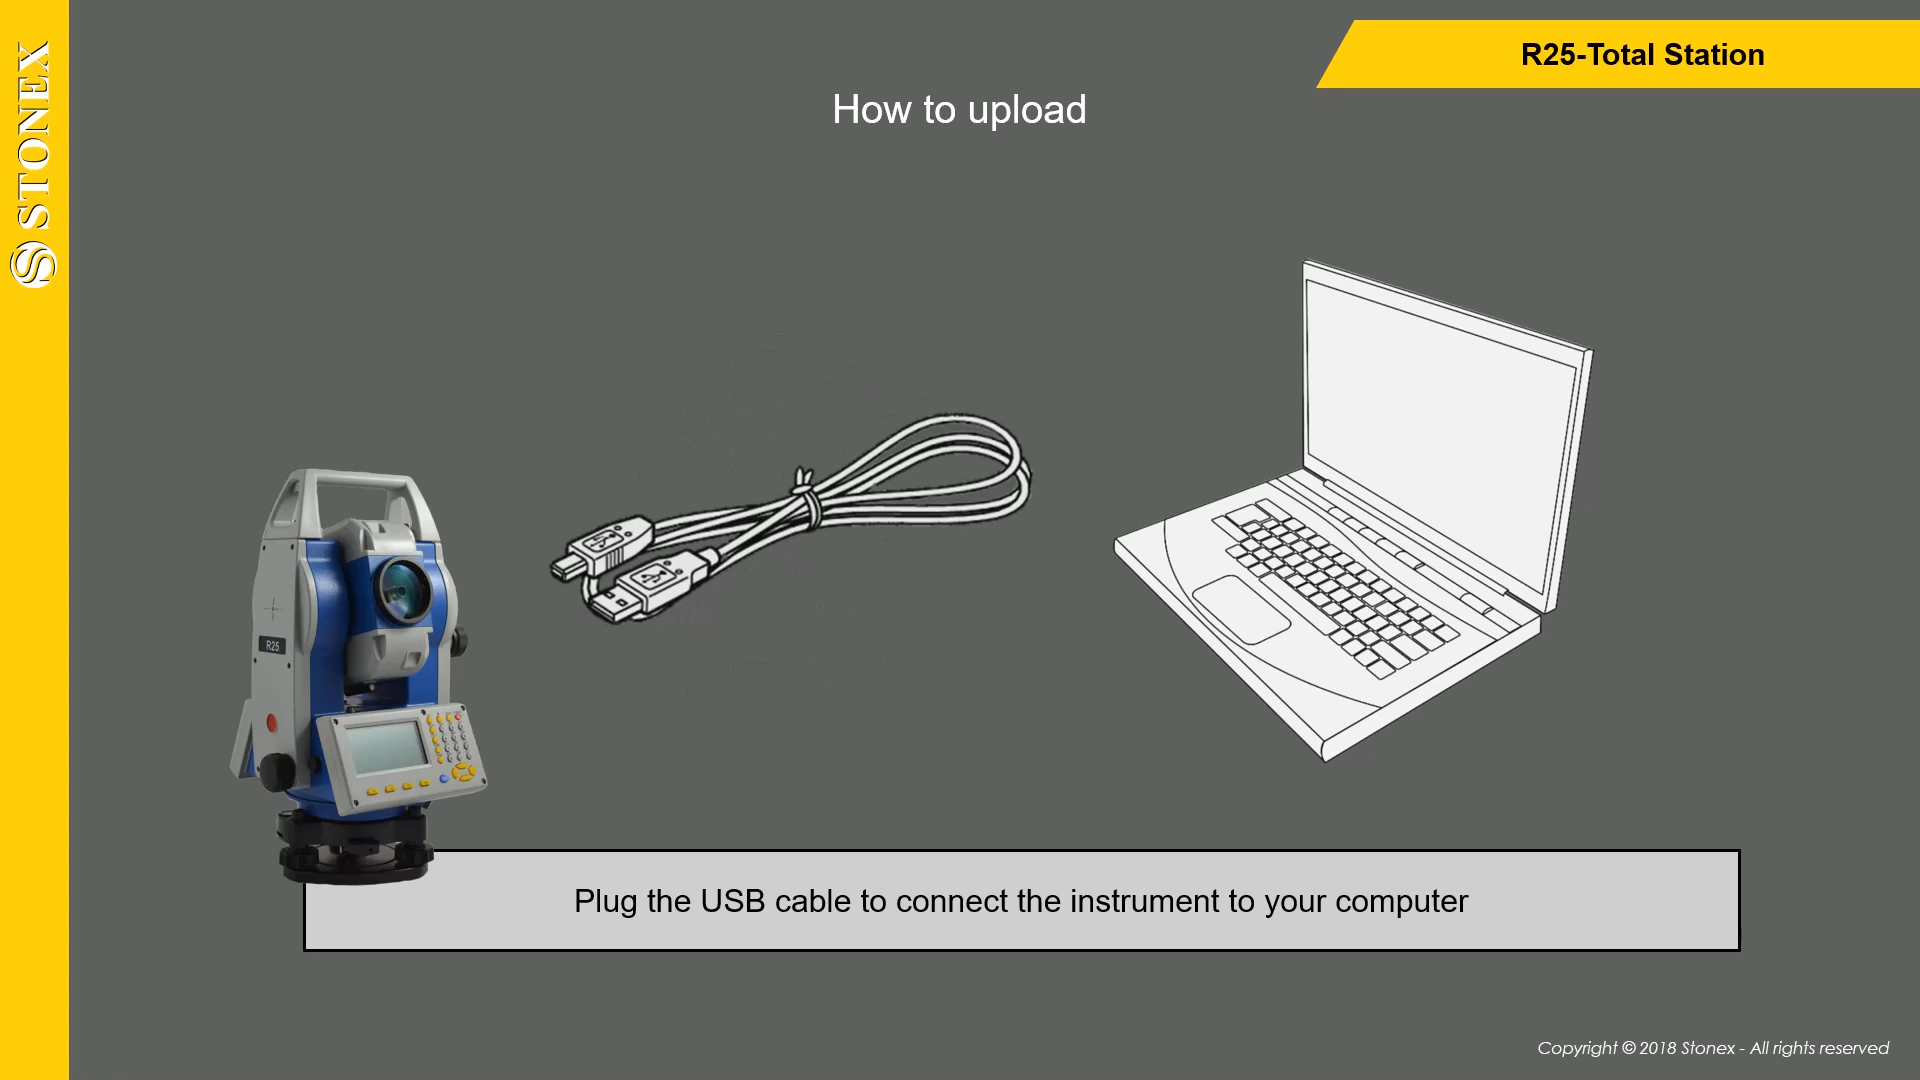 STONEX
R25-Total Station
How to upload
R25
Plug the USB cable to connect the instrument to your computer
Copyright © 2018 Stonex - All rights reserved